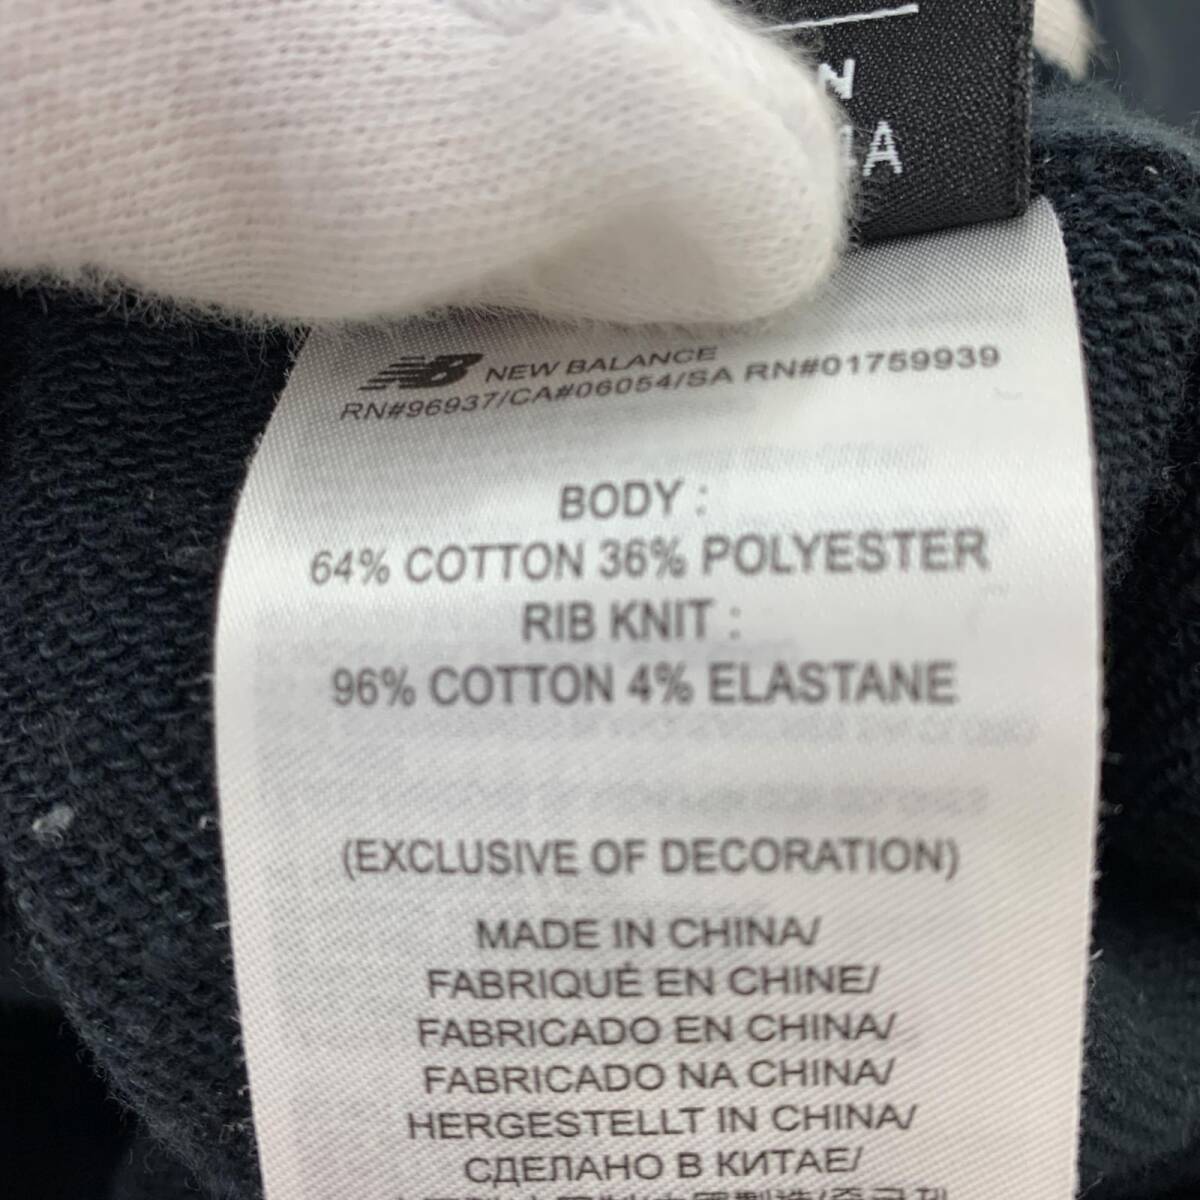 NEW BALANCE
RN#96937/CA#06054/SA RN#01759939
BODY :
64% COTTON 36% POLYESTER
RIB KNIT :
96% COTTON 4% ELASTANE
(EXCLUSIVE OF DECORATION)
MADE IN CHINA/
FABRIQUÉ EN CHINE/
FABRICADO EN CHINA/
FABRICADO NA CHINA/
HERGESTELLT IN CHINA/
СДЕЛАНО В КИТАЕ/